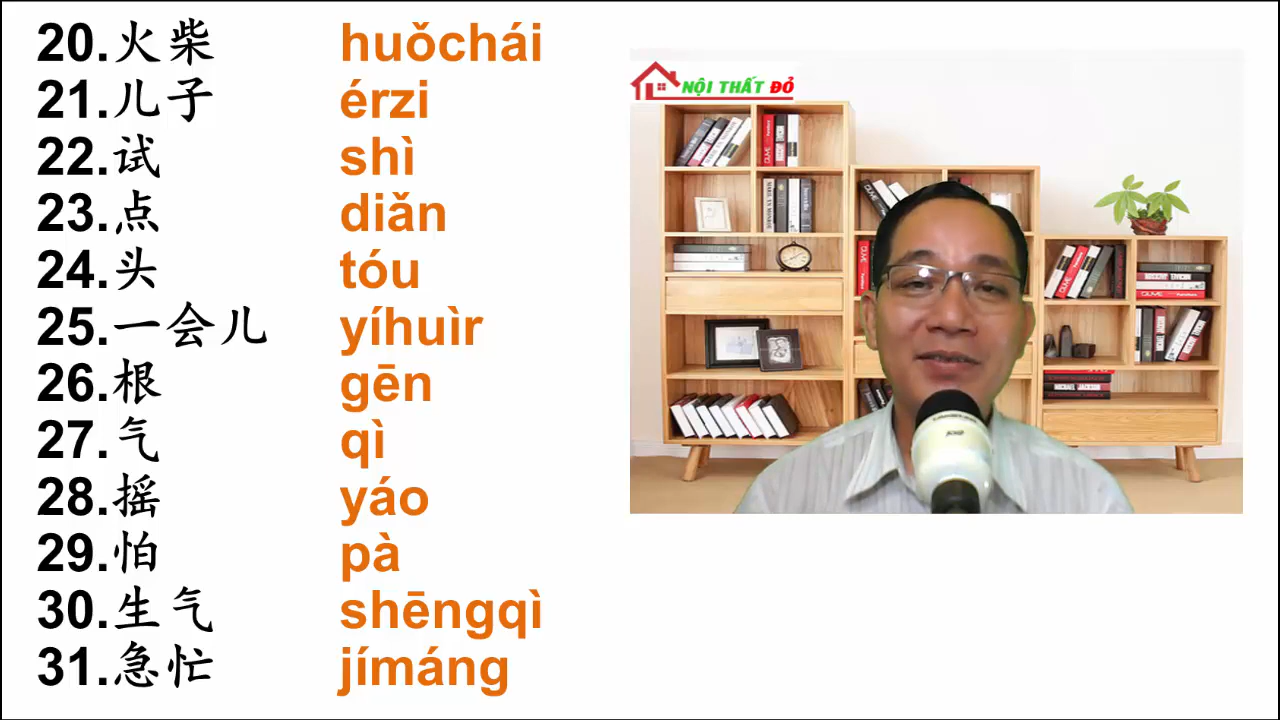 20.火柴 huǒchái
21.儿子 érzi
22.试 shì
23.点 diǎn
24.头 tóu
25.一会儿 yíhuìr
26.根 gēn
27.气 qì
28.摇 yáo
29.怕 pà
30.生气 shēngqì
31.急忙 jímáng
NỘI THẤT ĐỎ